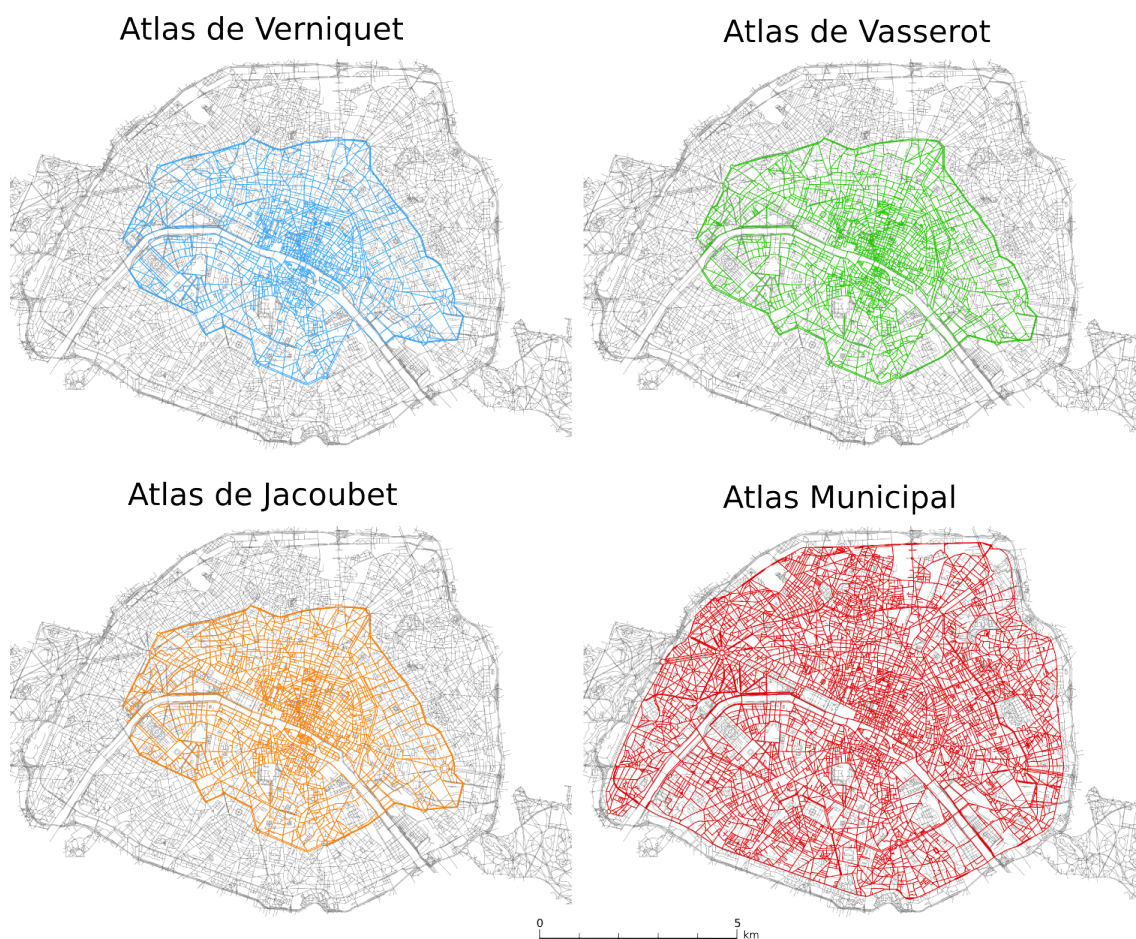 Atlas de Verniquet
Atlas de Vasserot
Atlas de Jacoubet
Atlas Municipal
0 5
km